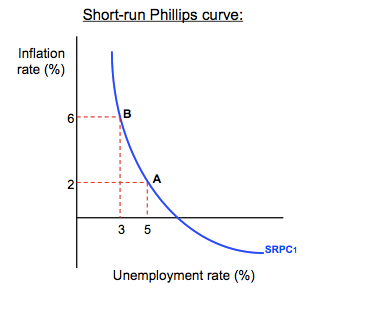 Short-run Phillips curve:
Inflation
rate (%)
6
B
2
A
3 5
SRPC1
Unemployment rate (%)